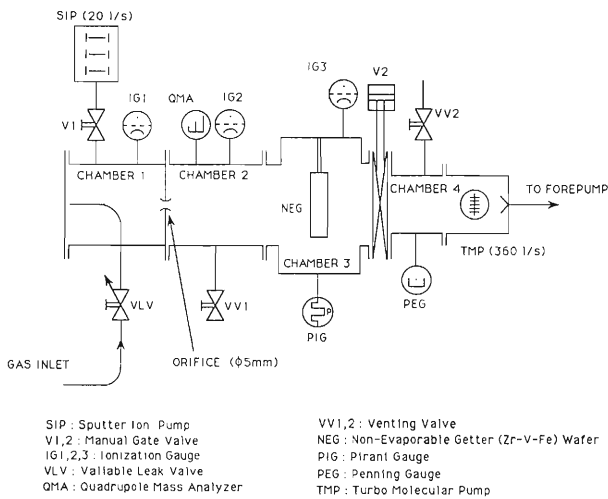 SIP (20 l/s)
IG3
V2
IG1
QMA
IG2
VV2
V1
CHAMBER 1
CHAMBER 2
CHAMBER 4
TO FOREPUMP
NEG
CHAMBER 3
TMP (360 l/s)
VLV
VV1
P
PEG
PIG
ORIFICE (Φ5mm)
GAS INLET
SIP : Sputter Ion Pump
V1,2 : Manual Gate Valve
IG1,2,3 : Ionization Gauge
VLV : Valiable Leak Valve
QMA : Quadrupole Mass Analyzer
VV1,2 : Venting Valve
NEG : Non-Evaporable Getter (Zr-V-Fe) Wafer
PIG : Pirani Gauge
PEG : Penning Gauge
TMP : Turbo Molecular Pump